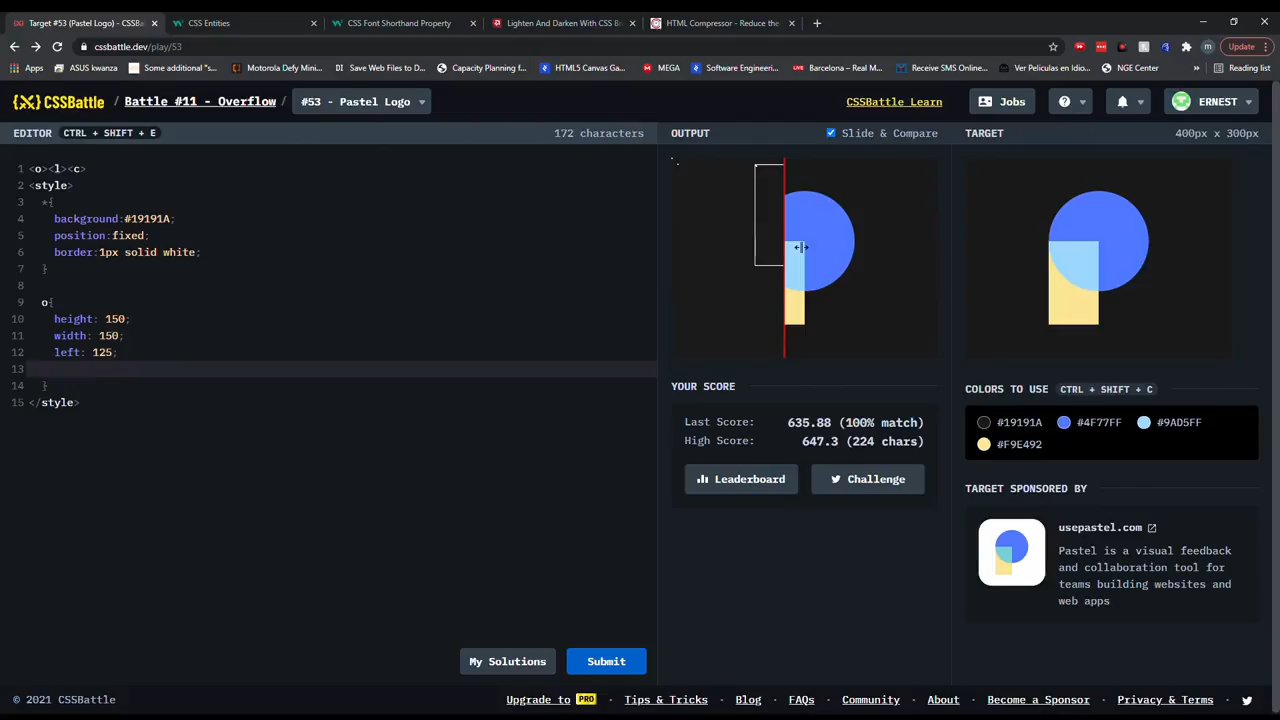 Target #53 (Pastel Logo) - CSSBa
CSS Entities
CSS Font Shorthand Property
Lighten And Darken With CSS Br
HTML Compressor - Reduce the
cssbattle.dev/play/53
m
Update
Apps
ASUS kwanza
Some additional "s...
Motorola Defy Mini...
Save Web Files to D...
Capacity Planning f...
HTML5 Canvas Ga...
MEGA
Software Engineeri...
Barcelona – Real M...
Receive SMS Online...
Ver Peliculas en Idio...
NGE Center
Reading list
{X} CSSBattle / Battle #11 - Overflow / #53 - Pastel Logo
CSSBattle Learn
Jobs
ERNEST
EDITOR CTRL + SHIFT + E
172 characters
OUTPUT
Slide & Compare
TARGET
400px x 300px
1 <o><l><c>
2 <style>
3 *{
4 background:#19191A;
5 position:fixed;
6 border:1px solid white;
7 }
8
9 o{
10 height: 150;
11 width: 150;
12 left: 125;
13
14 }
15 </style>
YOUR SCORE
Last Score: 635.88 (100% match)
High Score: 647.3 (224 chars)
Leaderboard
Challenge
COLORS TO USE CTRL + SHIFT + C
#19191A #4F77FF #9AD5FF
#F9E492
TARGET SPONSORED BY
usepastel.com
Pastel is a visual feedback
and collaboration tool for
teams building websites and
web apps
My Solutions
Submit
© 2021 CSSBattle
Upgrade to PRO
Tips & Tricks
Blog
FAQs
Community
About
Become a Sponsor
Privacy & Terms